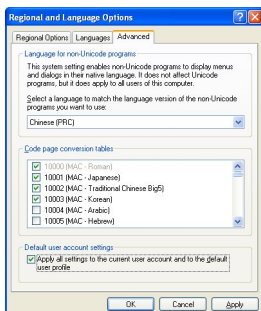 Regional and Language Options
Regional Options
Languages
Advanced
Language for non-Unicode programs
This system setting enables non-Unicode programs to display menus
and dialogs in their native language. It does not affect Unicode
programs, but it does apply to all users of this computer.
Select a language to match the language version of the non-Unicode
programs you want to use:
Chinese (PRC)
Code page conversion tables
10000 (MAC - Roman)
10001 (MAC - Japanese)
10002 (MAC - Traditional Chinese Big5)
10003 (MAC - Korean)
10004 (MAC - Arabic)
10005 (MAC - Hebrew)
Default user account settings
Apply all settings to the current user account and to the default
user profile
OK
Cancel
Apply